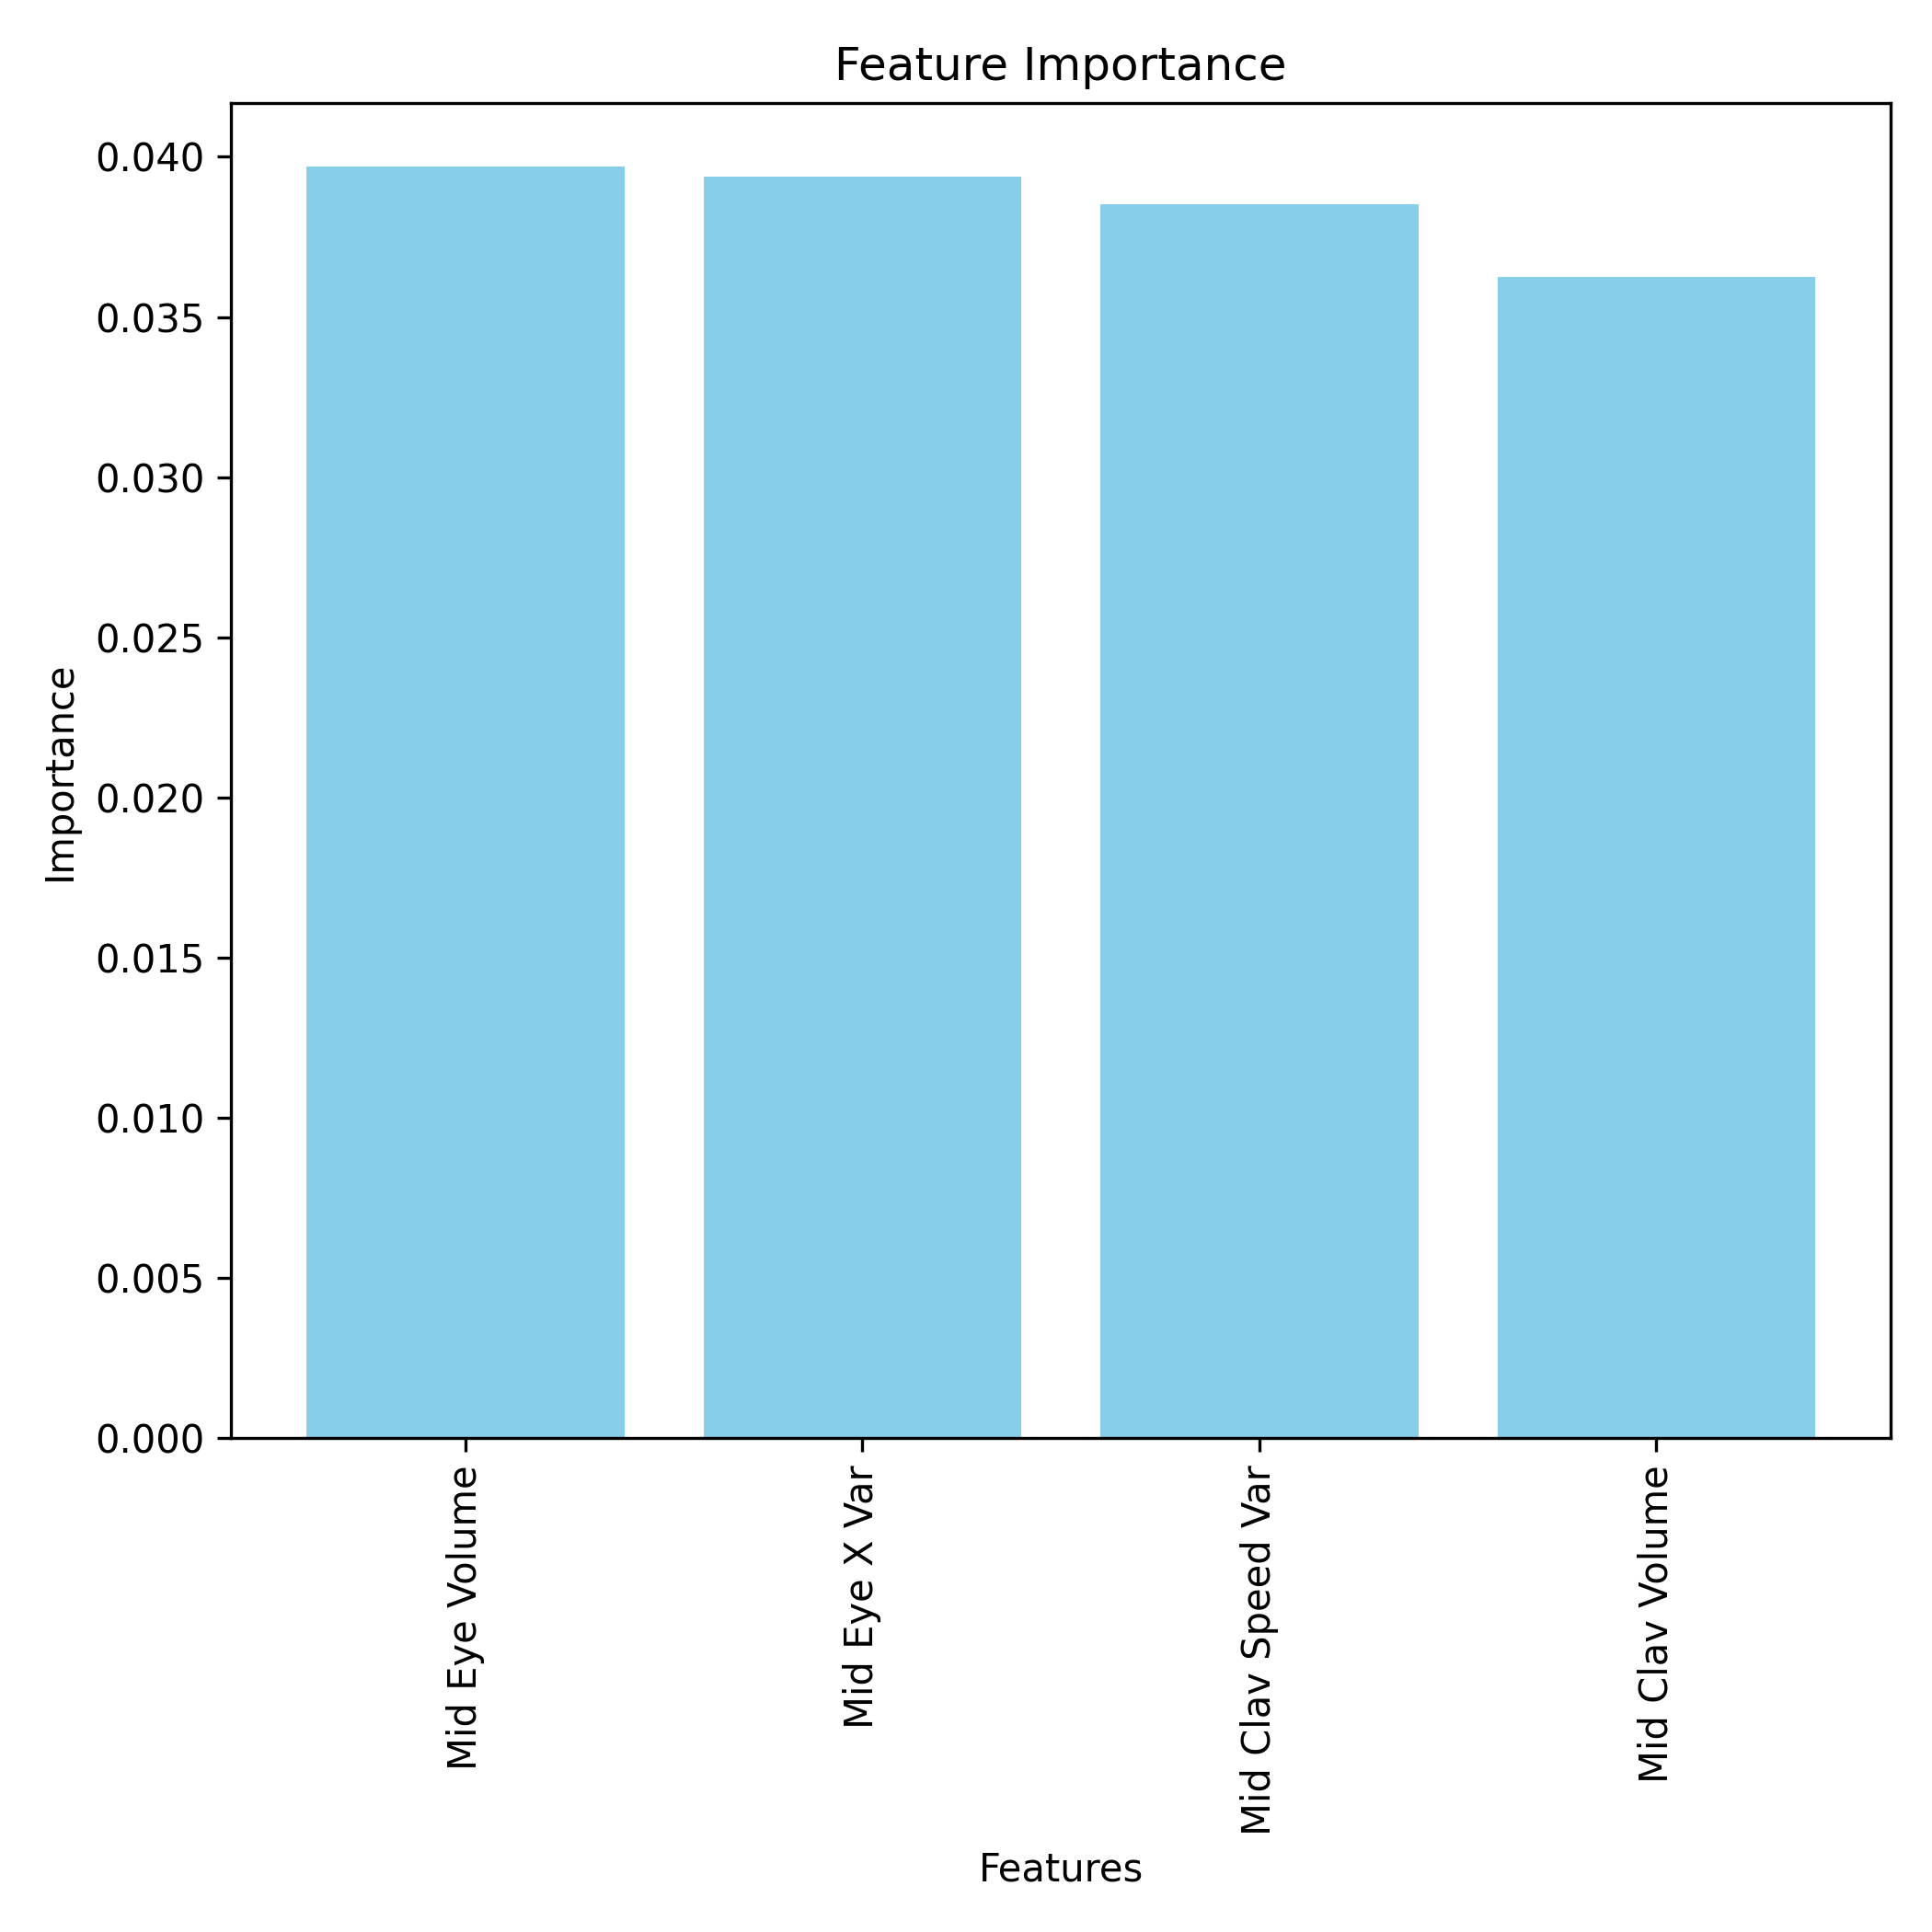 Feature Importance
Importance
0.040
0.035
0.030
0.025
0.020
0.015
0.010
0.005
0.000
Mid Eye Volume
Mid Eye X Var
Mid Clav Speed Var
Mid Clav Volume
Features